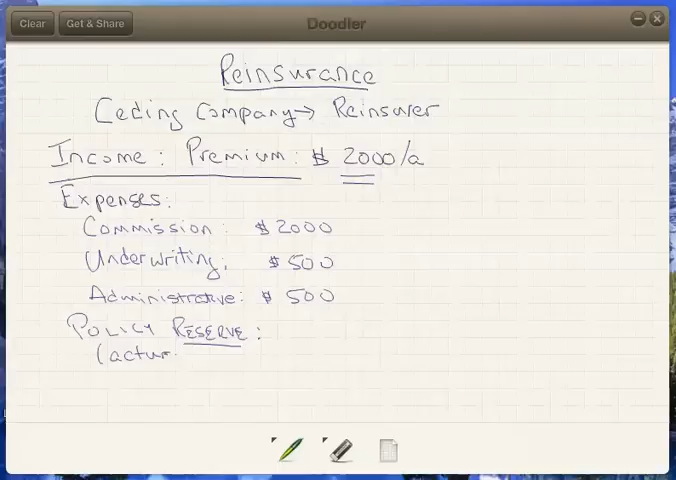 Clear
Get & Share
Doodler
Reinsurance
Ceding Company → Reinsurer
Income: Premium: $ 2000/a
Expenses:
Commission: $ 2000
Underwriting: $ 500
Administrative: $ 500
Policy Reserve:
(actur